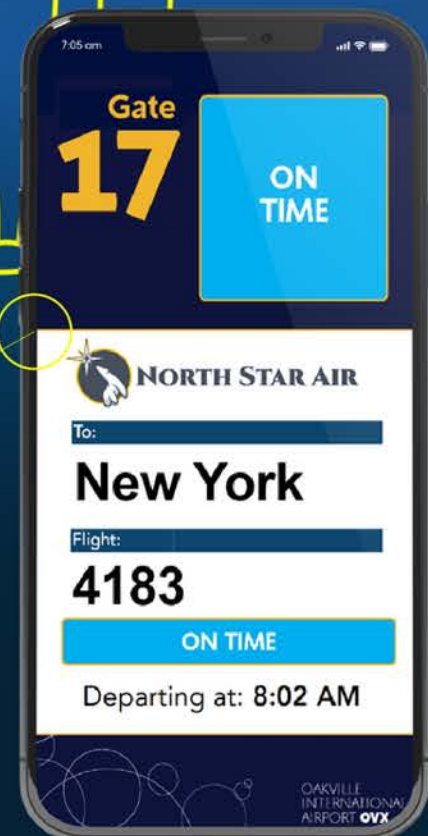 7:05 am
Gate
17
ON
TIME
NORTH STAR AIR
To:
New York
Flight:
4183
ON TIME
Departing at: 8:02 AM
OAKVILLE
INTERNATIONAL
AIRPORT OVX